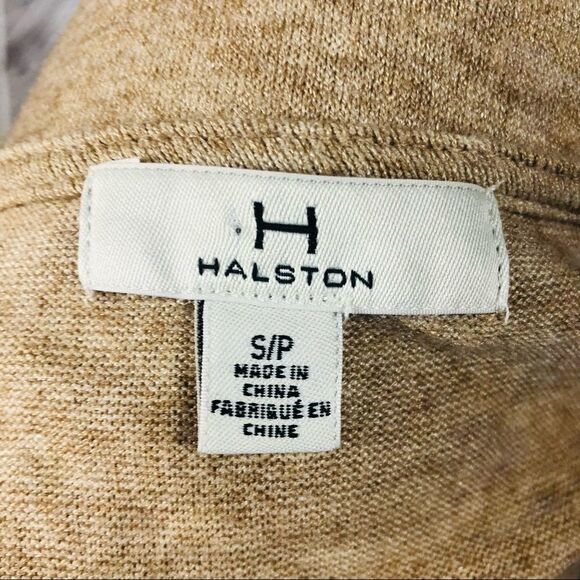 H
HALSTON
S/P
MADE IN
CHINA
FABRIQUÉ EN
CHINE